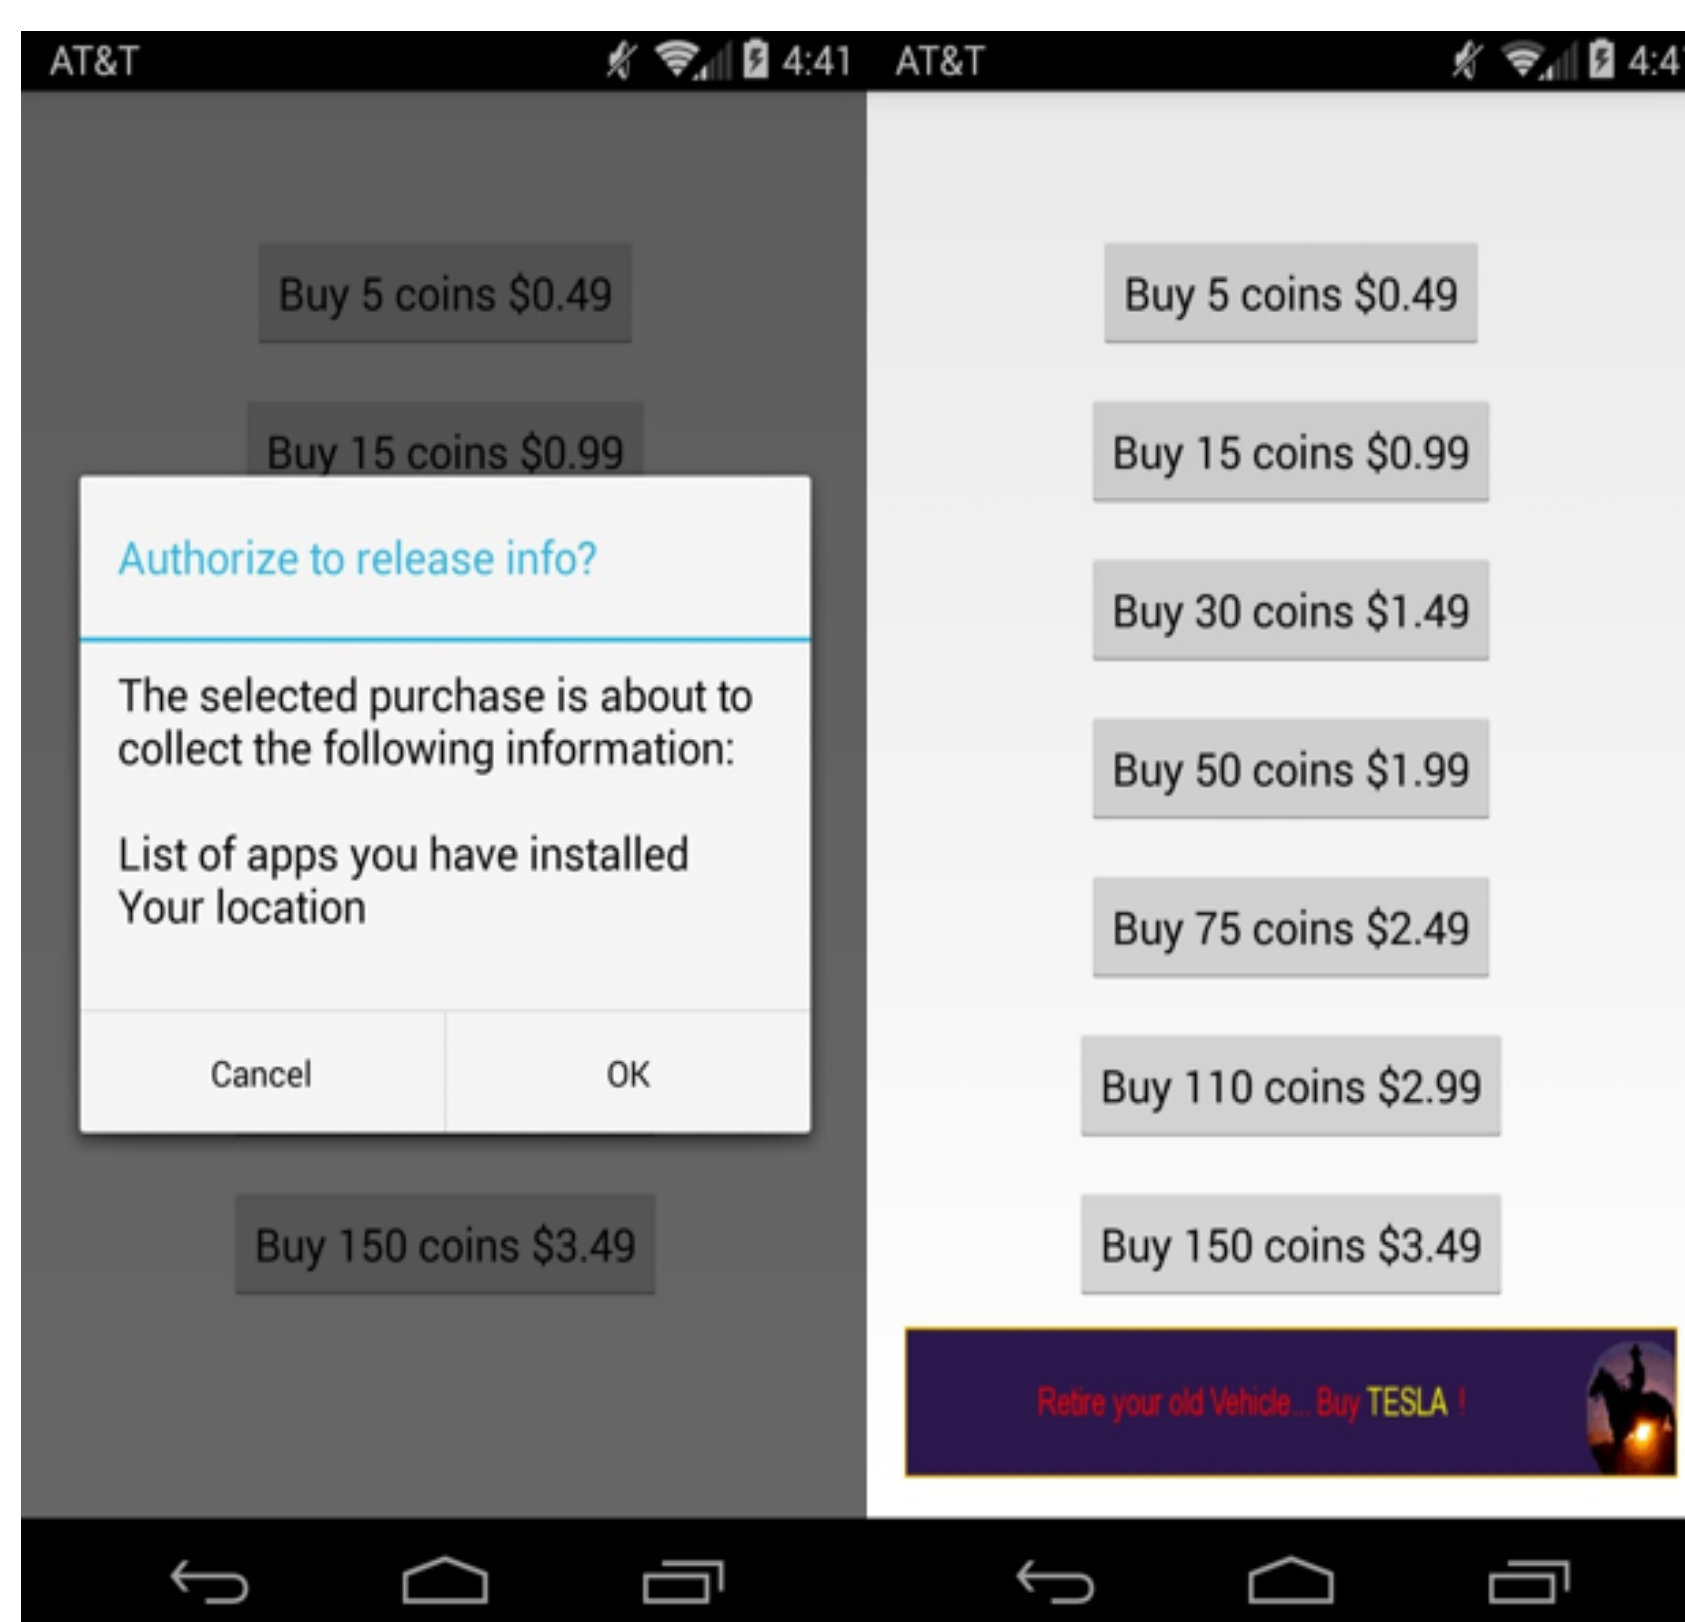 AT&T 4:41
Buy 5 coins $0.49
Buy 15 coins $0.99
Authorize to release info?
The selected purchase is about to
collect the following information:
List of apps you have installed
Your location
Cancel OK
Buy 150 coins $3.49
AT&T 4:41
Buy 5 coins $0.49
Buy 15 coins $0.99
Buy 30 coins $1.49
Buy 50 coins $1.99
Buy 75 coins $2.49
Buy 110 coins $2.99
Buy 150 coins $3.49
Retire your old Vehicle... Buy TESLA !